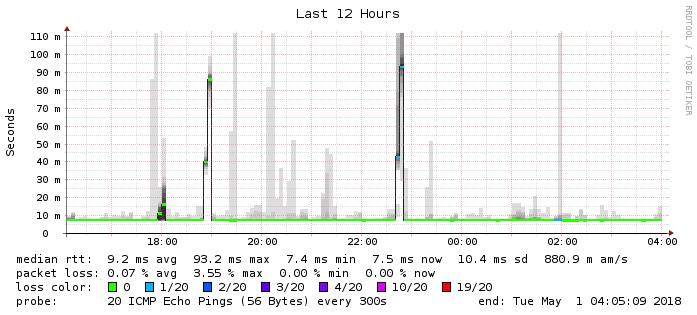 Last 12 Hours
RRDTOOL / TOBI OETIKER
Seconds
110 m
100 m
90 m
80 m
70 m
60 m
50 m
40 m
30 m
20 m
10 m
0
18:00 20:00 22:00 00:00 02:00 04:00
median rtt: 9.2 ms avg 93.2 ms max 7.4 ms min 7.5 ms now 10.4 ms sd 880.9 m am/s
packet loss: 0.07 % avg 3.55 % max 0.00 % min 0.00 % now
loss color: 0 1/20 2/20 3/20 4/20 10/20 19/20
probe: 20 ICMP Echo Pings (56 Bytes) every 300s end: Tue May 1 04:05:09 2018